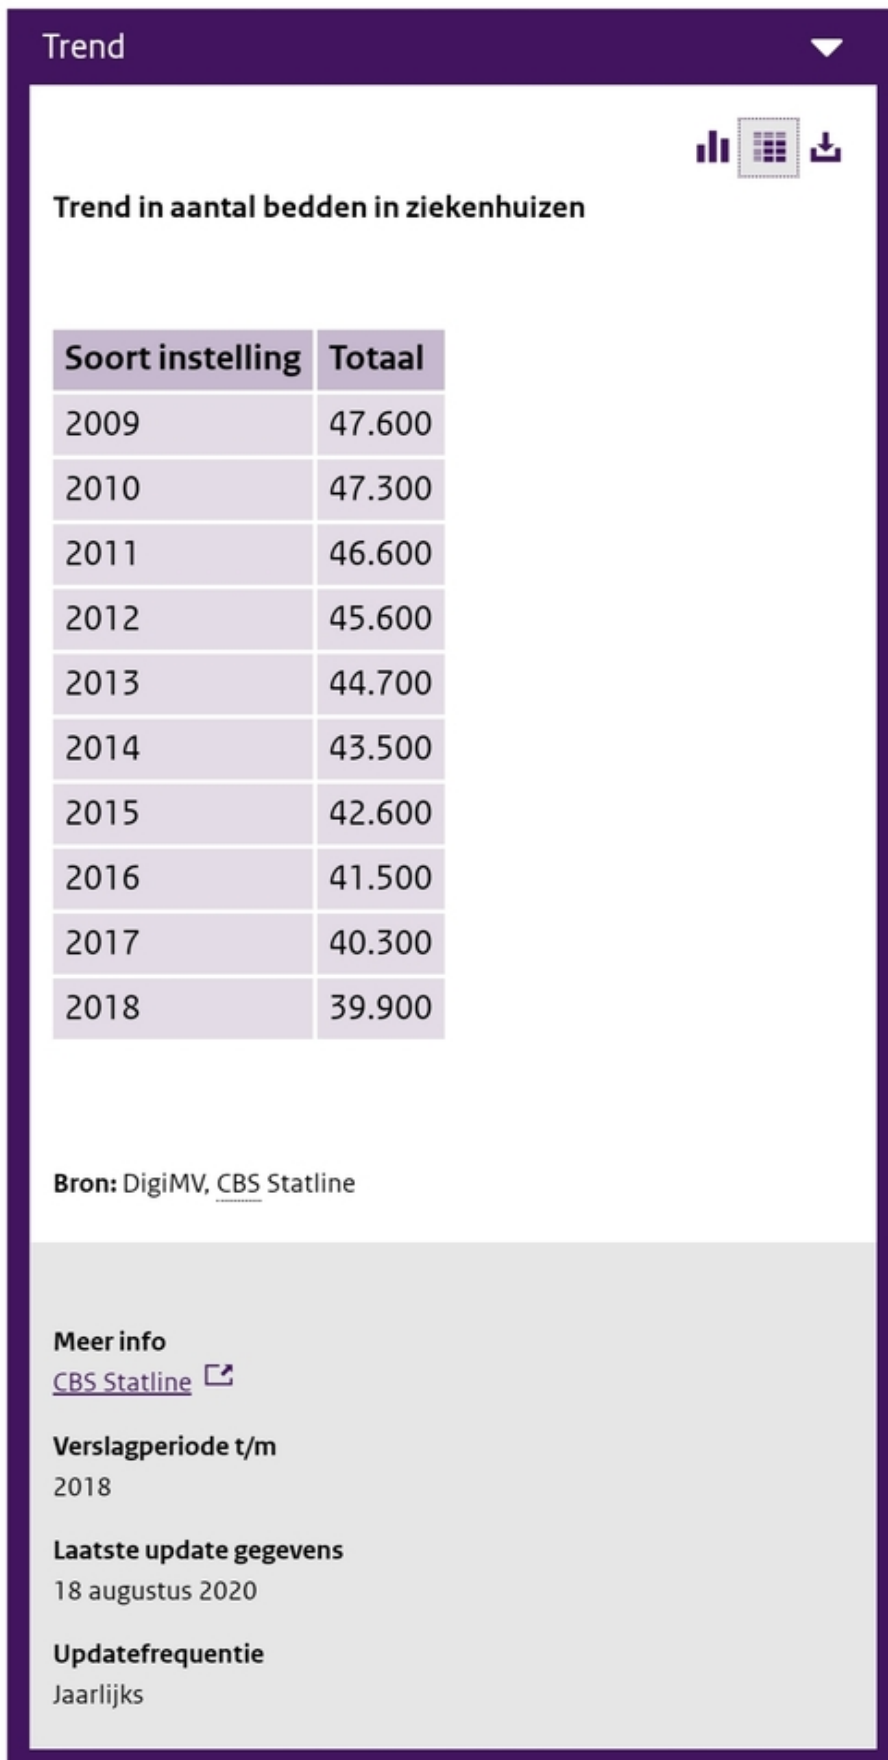 Trend
Trend in aantal bedden in ziekenhuizen
Soort instelling Totaal
2009 47.600
2010 47.300
2011 46.600
2012 45.600
2013 44.700
2014 43.500
2015 42.600
2016 41.500
2017 40.300
2018 39.900
Bron: DigiMV, CBS Statline
Meer info
CBS Statline
Verslagperiode t/m
2018
Laatste update gegevens
18 augustus 2020
Updatefrequentie
Jaarlijks